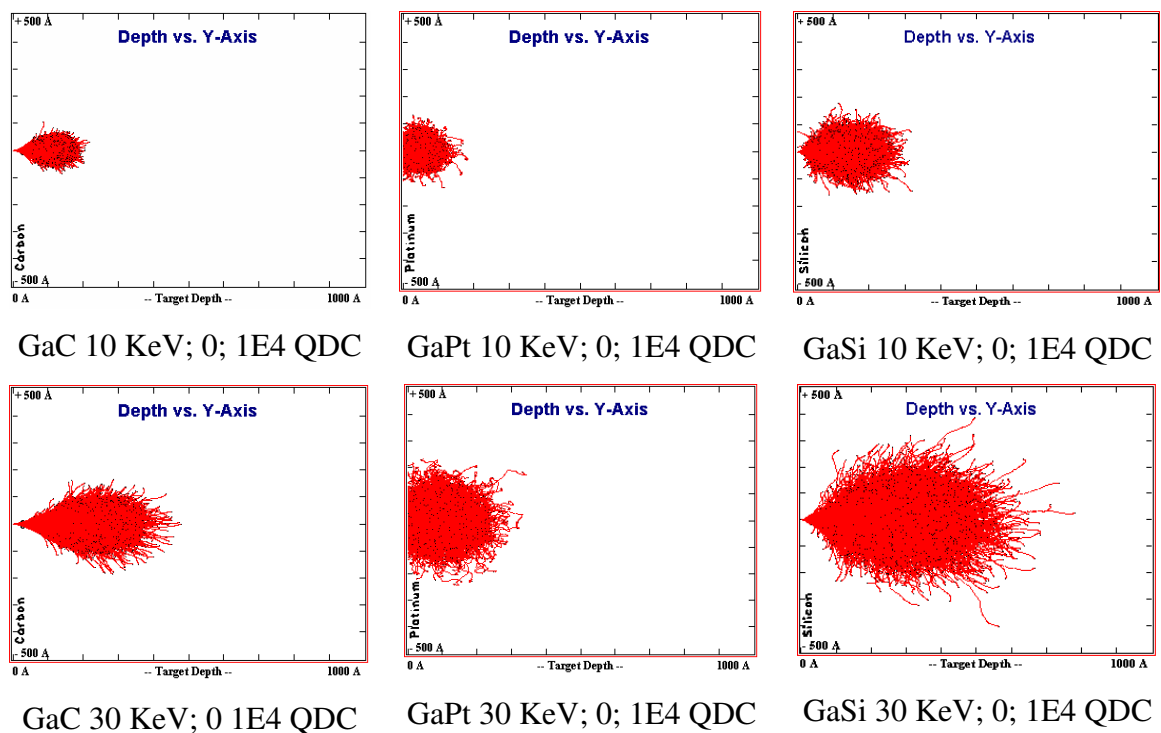 + 500 A
Depth vs. Y-Axis
Carbon
- 500 A
0 A -- Target Depth -- 1000 A
GaC 10 KeV; 0; 1E4 QDC
+ 500 A
Depth vs. Y-Axis
Platinum
- 500 A
0 A -- Target Depth -- 1000 A
GaPt 10 KeV; 0; 1E4 QDC
+ 500 A
Depth vs. Y-Axis
Silicon
- 500 A
0 A -- Target Depth -- 1000 A
GaSi 10 KeV; 0; 1E4 QDC
+ 500 A
Depth vs. Y-Axis
Carbon
- 500 A
0 A -- Target Depth -- 1000 A
GaC 30 KeV; 0 1E4 QDC
+ 500 A
Depth vs. Y-Axis
Platinum
- 500 A
0 A -- Target Depth -- 1000 A
GaPt 30 KeV; 0; 1E4 QDC
+ 500 A
Depth vs. Y-Axis
Silicon
- 500 A
0 A -- Target Depth -- 1000 A
GaSi 30 KeV; 0; 1E4 QDC